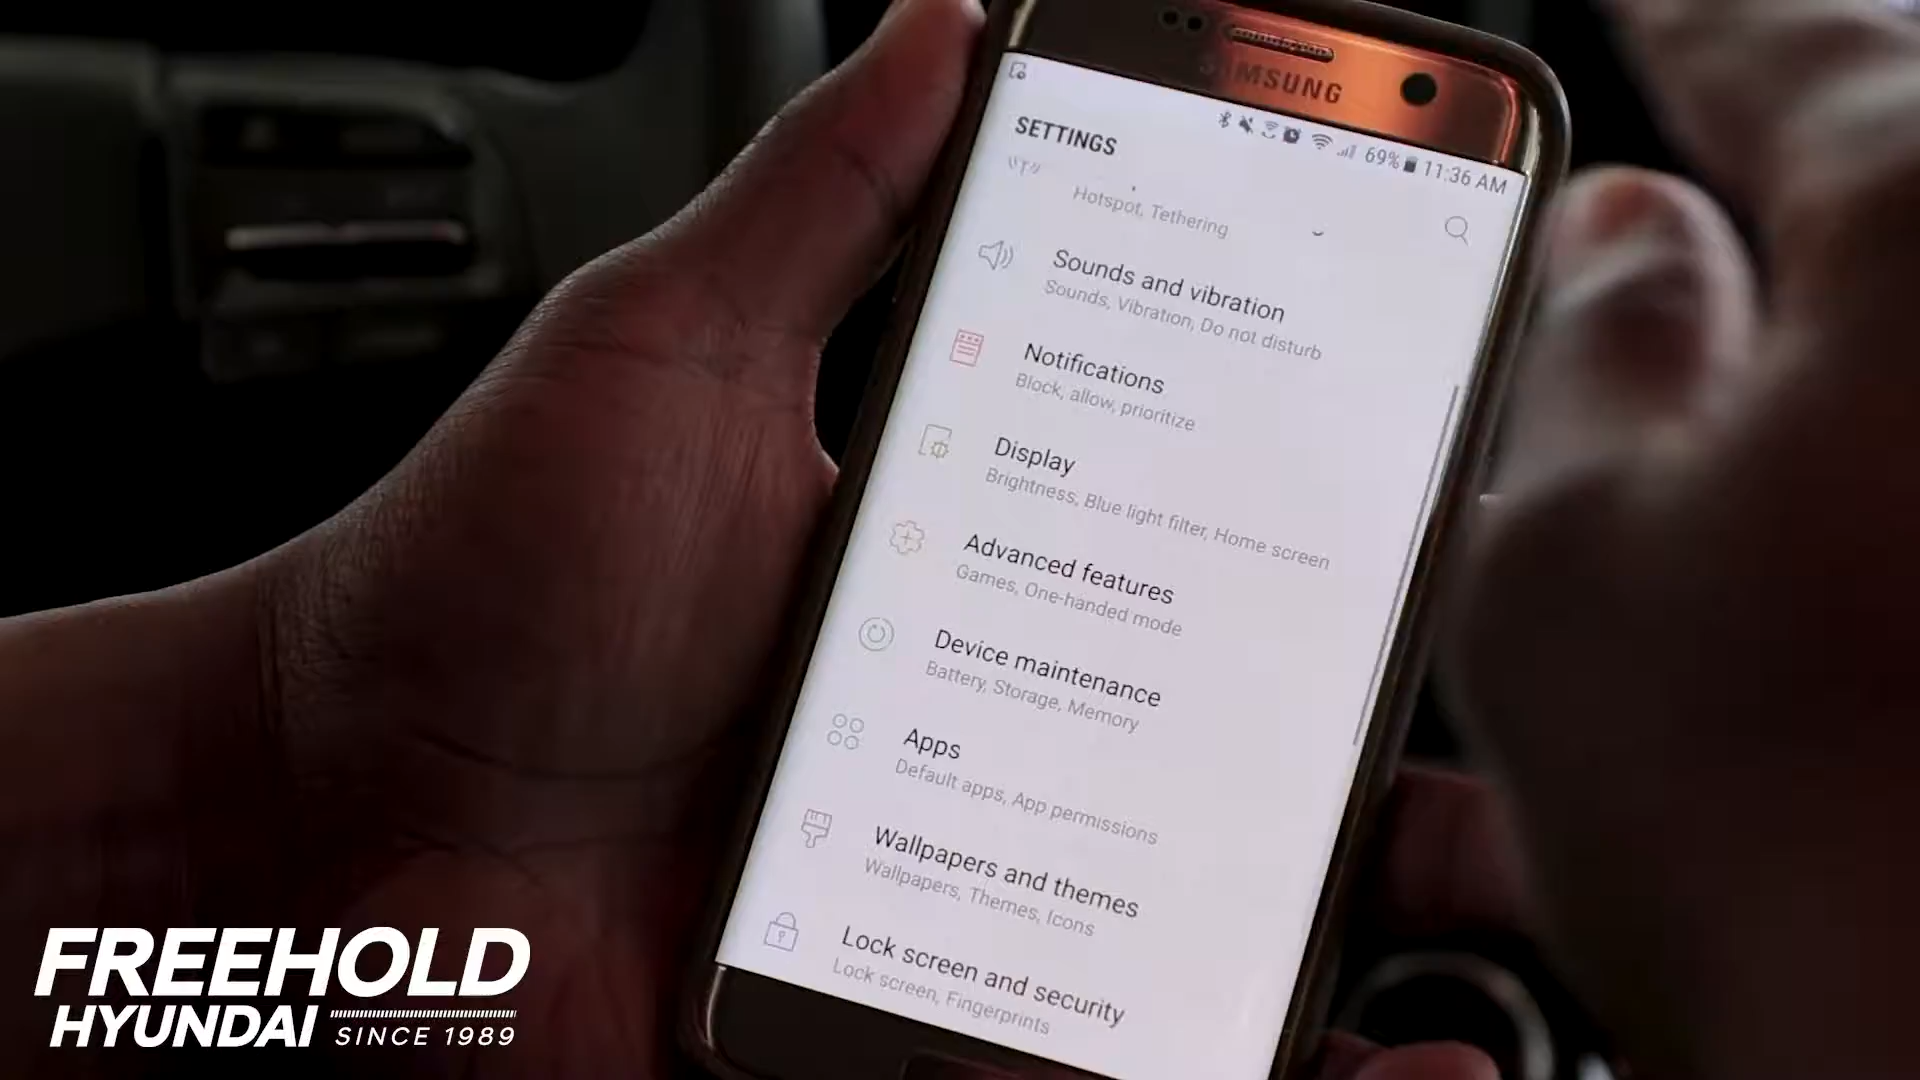 SAMSUNG
69% 11:36 AM
SETTINGS
Hotspot, Tethering
Sounds and vibration
Sounds, Vibration, Do not disturb
Notifications
Block, allow, prioritize
Display
Brightness, Blue light filter, Home screen
Advanced features
Games, One-handed mode
Device maintenance
Battery, Storage, Memory
Apps
Default apps, App permissions
Wallpapers and themes
Wallpapers, Themes, Icons
Lock screen and security
Lock screen, Fingerprints
FREEHOLD
HYUNDAI SINCE 1989